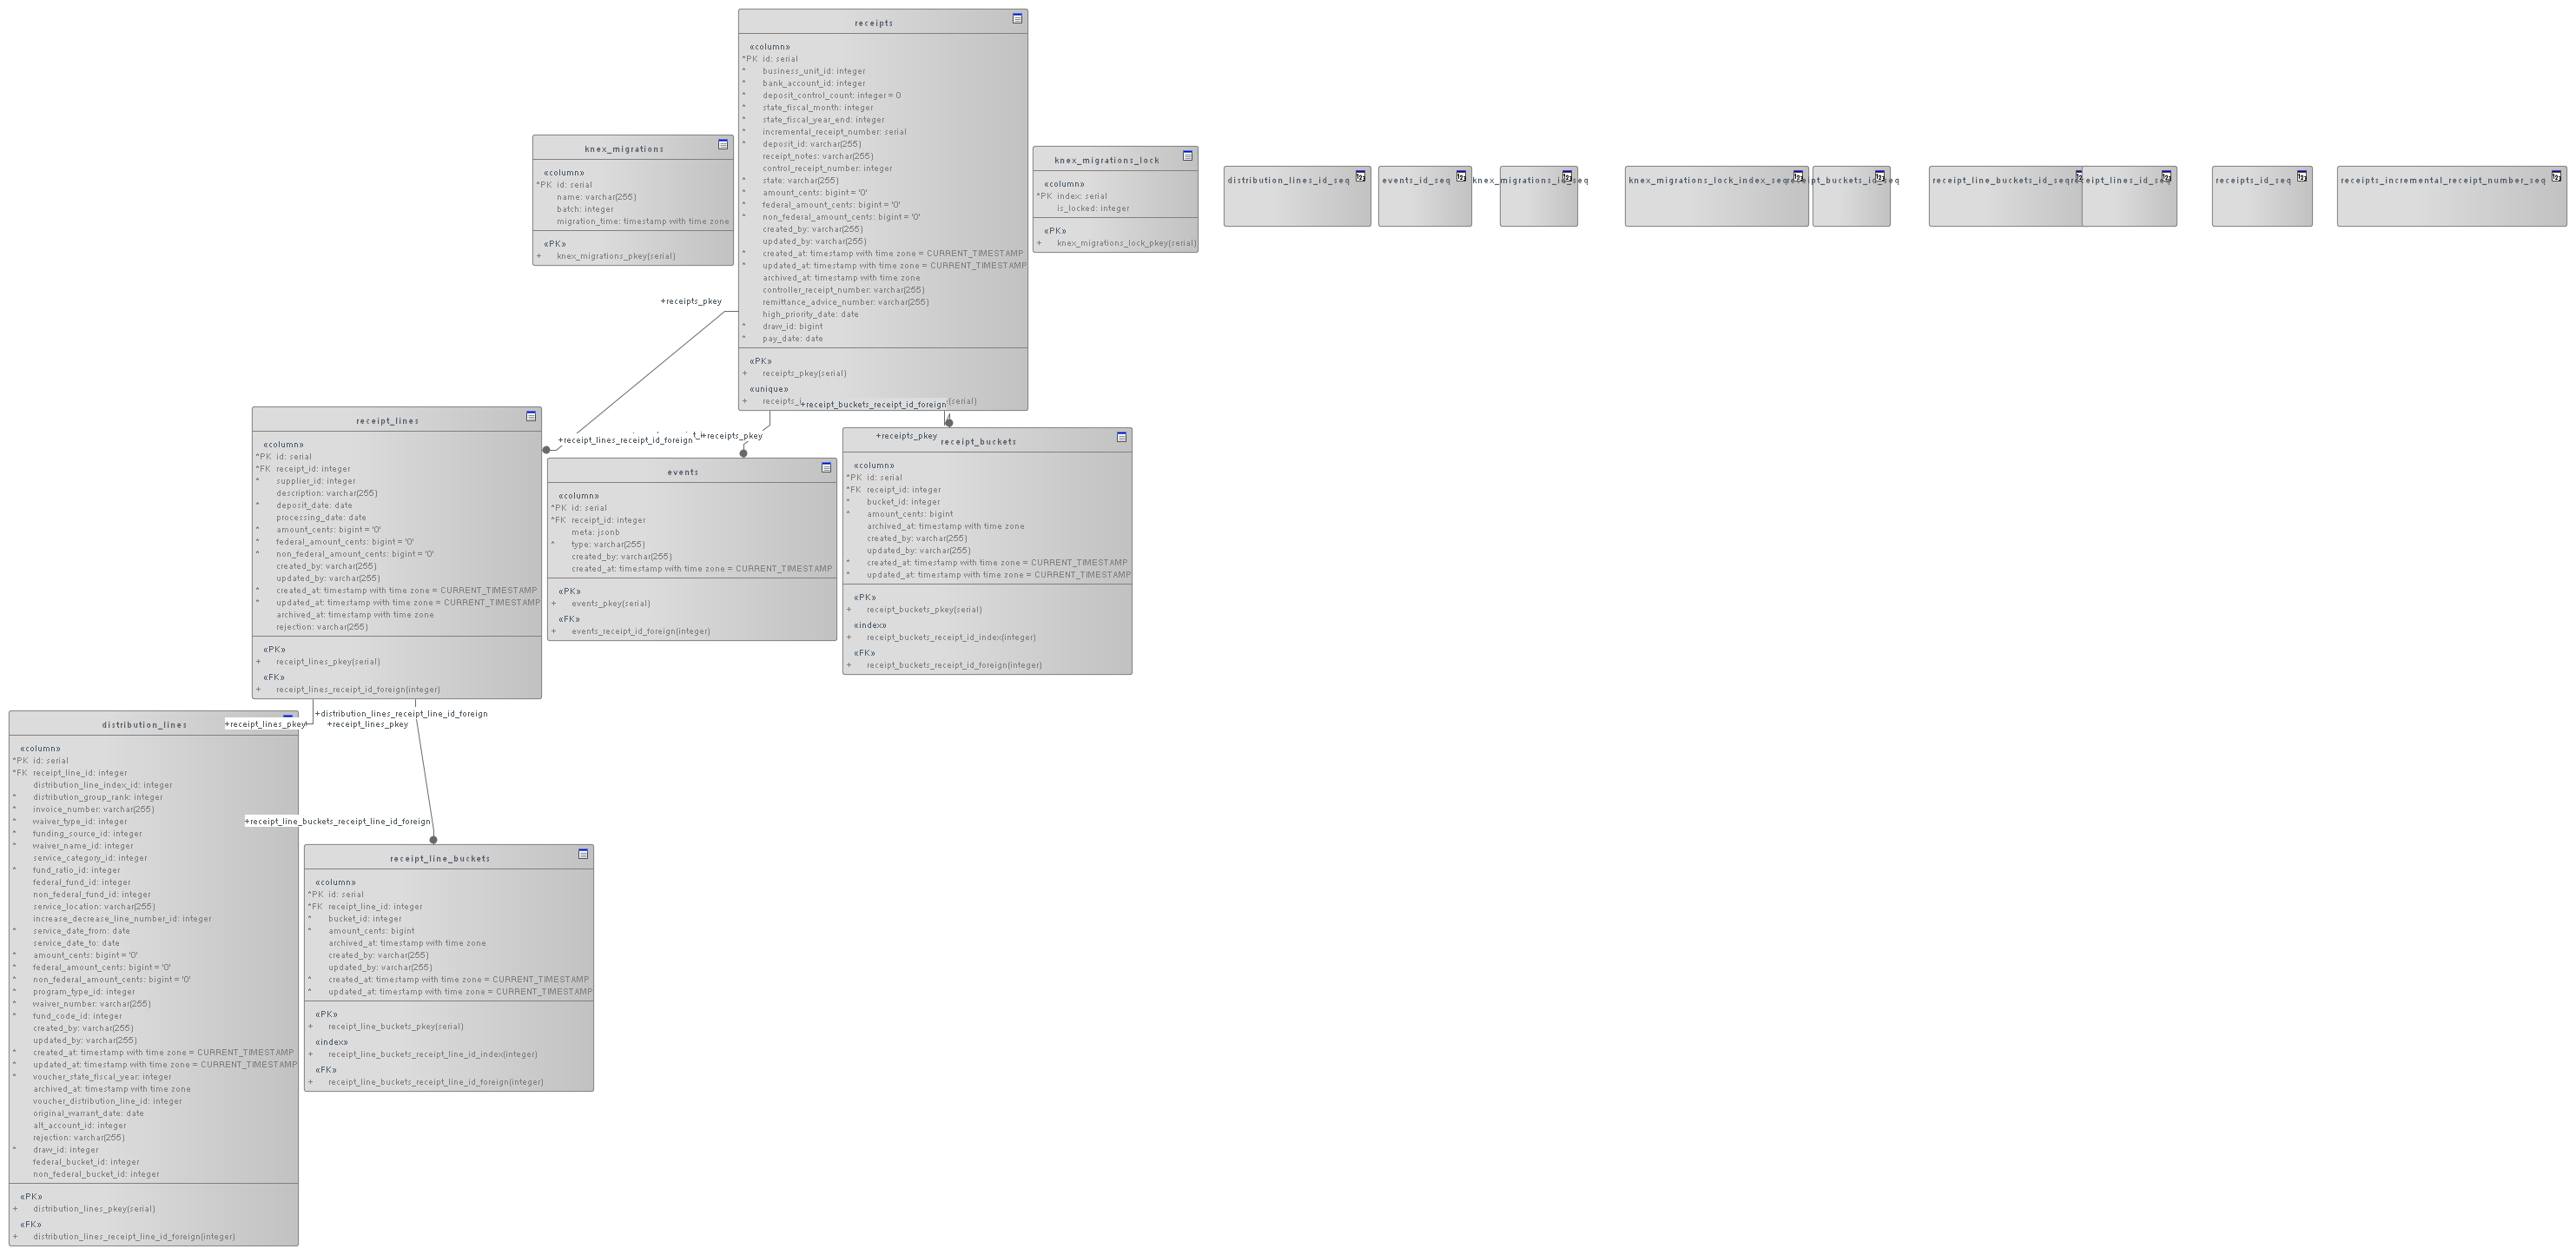 receipts
«column»
*PK id: serial
* business_unit_id: integer
* bank_account_id: integer
* deposit_control_count: integer = 0
* state_fiscal_month: integer
* state_fiscal_year_end: integer
* incremental_receipt_number: serial
* deposit_id: varchar(255)
receipt_notes: varchar(255)
control_receipt_number: integer
* state: varchar(255)
* amount_cents: bigint = '0'
* federal_amount_cents: bigint = '0'
* non_federal_amount_cents: bigint = '0'
created_by: varchar(255)
updated_by: varchar(255)
* created_at: timestamp with time zone = CURRENT_TIMESTAMP
* updated_at: timestamp with time zone = CURRENT_TIMESTAMP
archived_at: timestamp with time zone
controller_receipt_number: varchar(255)
remittance_advice_number: varchar(255)
high_priority_date: date
* draw_id: bigint
* pay_date: date
«PK»
+ receipts_pkey(serial)
«unique»
+ receipts_i
(serial)
knex_migrations
«column»
*PK id: serial
name: varchar(255)
batch: integer
migration_time: timestamp with time zone
«PK»
+ knex_migrations_pkey(serial)
knex_migrations_lock
«column»
*PK index: serial
is_locked: integer
«PK»
+ knex_migrations_lock_pkey(serial)
distribution_lines_id_seq
events_id_seq
knex_migrations_id_seq
knex_migrations_lock_index_seq
receipt_buckets_id_seq
receipt_line_buckets_id_seq
receipt_lines_id_seq
receipts_id_seq
receipts_incremental_receipt_number_seq
+receipts_pkey
+receipt_buckets_receipt_id_foreign
+receipt_lines_receipt_id_foreign
+receipts_pkey
+receipts_pkey
receipt_lines
«column»
*PK id: serial
*FK receipt_id: integer
* supplier_id: integer
description: varchar(255)
* deposit_date: date
processing_date: date
* amount_cents: bigint = '0'
* federal_amount_cents: bigint = '0'
* non_federal_amount_cents: bigint = '0'
created_by: varchar(255)
updated_by: varchar(255)
* created_at: timestamp with time zone = CURRENT_TIMESTAMP
* updated_at: timestamp with time zone = CURRENT_TIMESTAMP
archived_at: timestamp with time zone
rejection: varchar(255)
«PK»
+ receipt_lines_pkey(serial)
«FK»
+ receipt_lines_receipt_id_foreign(integer)
events
«column»
*PK id: serial
*FK receipt_id: integer
meta: jsonb
* type: varchar(255)
created_by: varchar(255)
created_at: timestamp with time zone = CURRENT_TIMESTAMP
«PK»
+ events_pkey(serial)
«FK»
+ events_receipt_id_foreign(integer)
receipt_buckets
«column»
*PK id: serial
*FK receipt_id: integer
* bucket_id: integer
* amount_cents: bigint
archived_at: timestamp with time zone
created_by: varchar(255)
updated_by: varchar(255)
* created_at: timestamp with time zone = CURRENT_TIMESTAMP
* updated_at: timestamp with time zone = CURRENT_TIMESTAMP
«PK»
+ receipt_buckets_pkey(serial)
«index»
+ receipt_buckets_receipt_id_index(integer)
«FK»
+ receipt_buckets_receipt_id_foreign(integer)
+receipt_lines_pkey
+distribution_lines_receipt_line_id_foreign
+receipt_lines_pkey
+receipt_line_buckets_receipt_line_id_foreign
distribution_lines
«column»
*PK id: serial
*FK receipt_line_id: integer
distribution_line_index_id: integer
* distribution_group_rank: integer
* invoice_number: varchar(255)
* waiver_type_id: integer
* funding_source_id: integer
* waiver_name_id: integer
service_category_id: integer
* fund_ratio_id: integer
federal_fund_id: integer
non_federal_fund_id: integer
service_location: varchar(255)
increase_decrease_line_number_id: integer
* service_date_from: date
service_date_to: date
* amount_cents: bigint = '0'
* federal_amount_cents: bigint = '0'
* non_federal_amount_cents: bigint = '0'
* program_type_id: integer
* waiver_number: varchar(255)
* fund_code_id: integer
created_by: varchar(255)
updated_by: varchar(255)
* created_at: timestamp with time zone = CURRENT_TIMESTAMP
* updated_at: timestamp with time zone = CURRENT_TIMESTAMP
* voucher_state_fiscal_year: integer
archived_at: timestamp with time zone
voucher_distribution_line_id: integer
original_warrant_date: date
alt_account_id: integer
rejection: varchar(255)
* draw_id: integer
federal_bucket_id: integer
non_federal_bucket_id: integer
«PK»
+ distribution_lines_pkey(serial)
«FK»
+ distribution_lines_receipt_line_id_foreign(integer)
receipt_line_buckets
«column»
*PK id: serial
*FK receipt_line_id: integer
* bucket_id: integer
* amount_cents: bigint
archived_at: timestamp with time zone
created_by: varchar(255)
updated_by: varchar(255)
* created_at: timestamp with time zone = CURRENT_TIMESTAMP
* updated_at: timestamp with time zone = CURRENT_TIMESTAMP
«PK»
+ receipt_line_buckets_pkey(serial)
«index»
+ receipt_line_buckets_receipt_line_id_index(integer)
«FK»
+ receipt_line_buckets_receipt_line_id_foreign(integer)